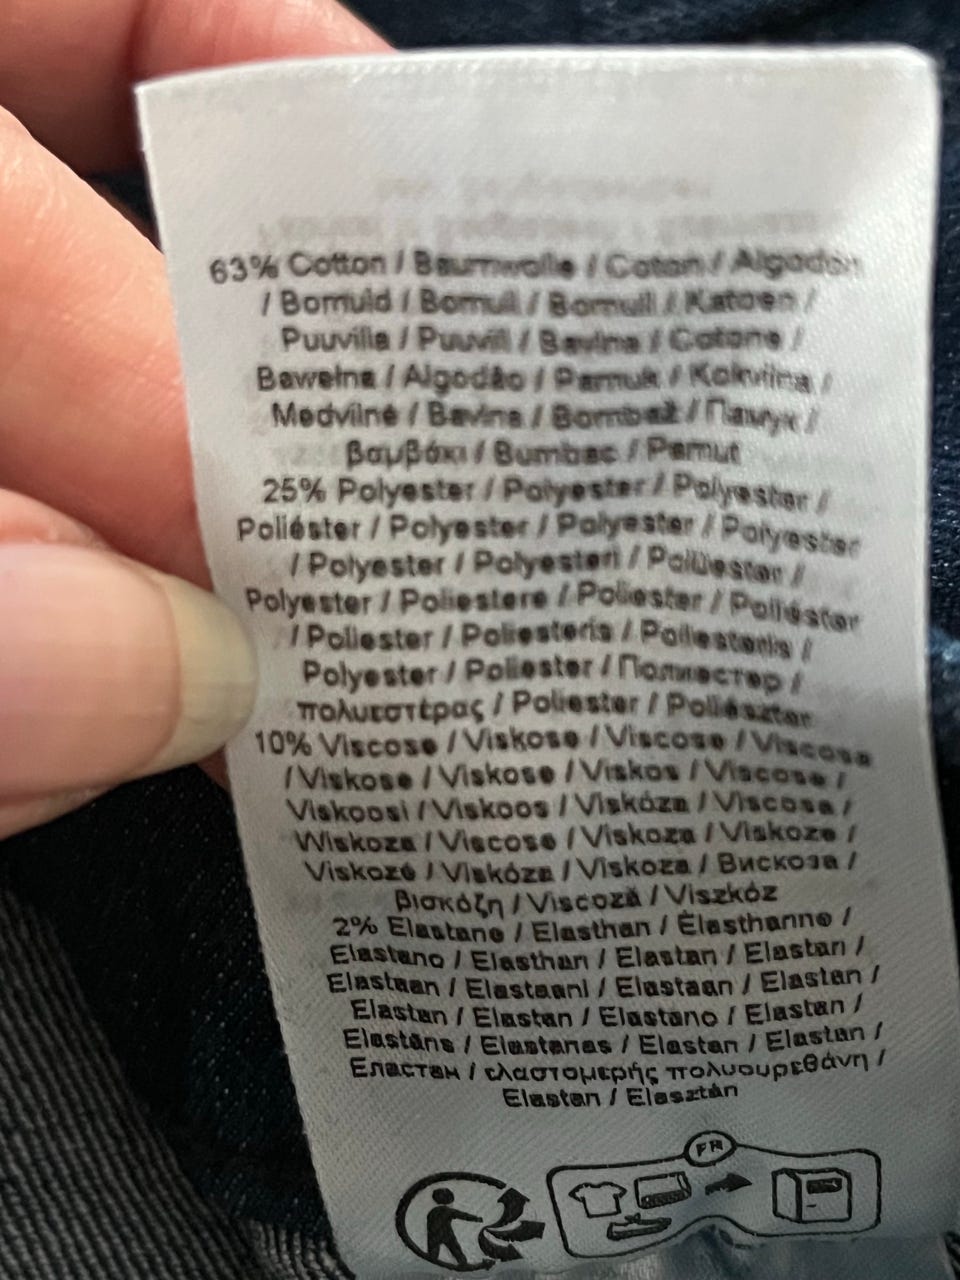 63% Cotton / Baumwolle / Coton / Algodón
/ Bomuld / Bomull / Bomull / Katoen /
Puuvilla / Puuvill / Bavlna / Cotone /
Bawełna / Algodão / Pamuk / Kokvilna /
Medvilnė / Bavlna / Bombaž / Памук /
βαμβάκι / Bumbac / Pamut
25% Polyester / Polyester / Polyester /
Poliéster / Polyester / Polyester / Polyester
/ Polyester / Polyesteri / Polüester /
Polyester / Poliestere / Poliester / Poliéster
/ Poliester / Poliesteris / Poliesteris /
Polyester / Poliester / Полиестер /
πολυεστέρας / Poliester / Poliészter
10% Viscose / Viskose / Viscose / Viscosa
/ Viskose / Viskose / Viskos / Viscose /
Viskoosi / Viskoos / Viskóza / Viscosa /
Wiskoza / Viscose / Viskoza / Viskoze /
Viskozė / Viskóza / Viskoza / Вискоза /
βισκόζη / Viscoză / Viszkóz
2% Elastane / Elasthan / Élasthanne /
Elastano / Elasthan / Elastan / Elastan /
Elastaan / Elastaani / Elastaan / Elastan /
Elastan / Elastan / Elastano / Elastan /
Elastāns / Elastanas / Elastan / Elastan /
Еластан / ελαστομερής πολυουρεθάνη /
Elastan / Elasztán
FR